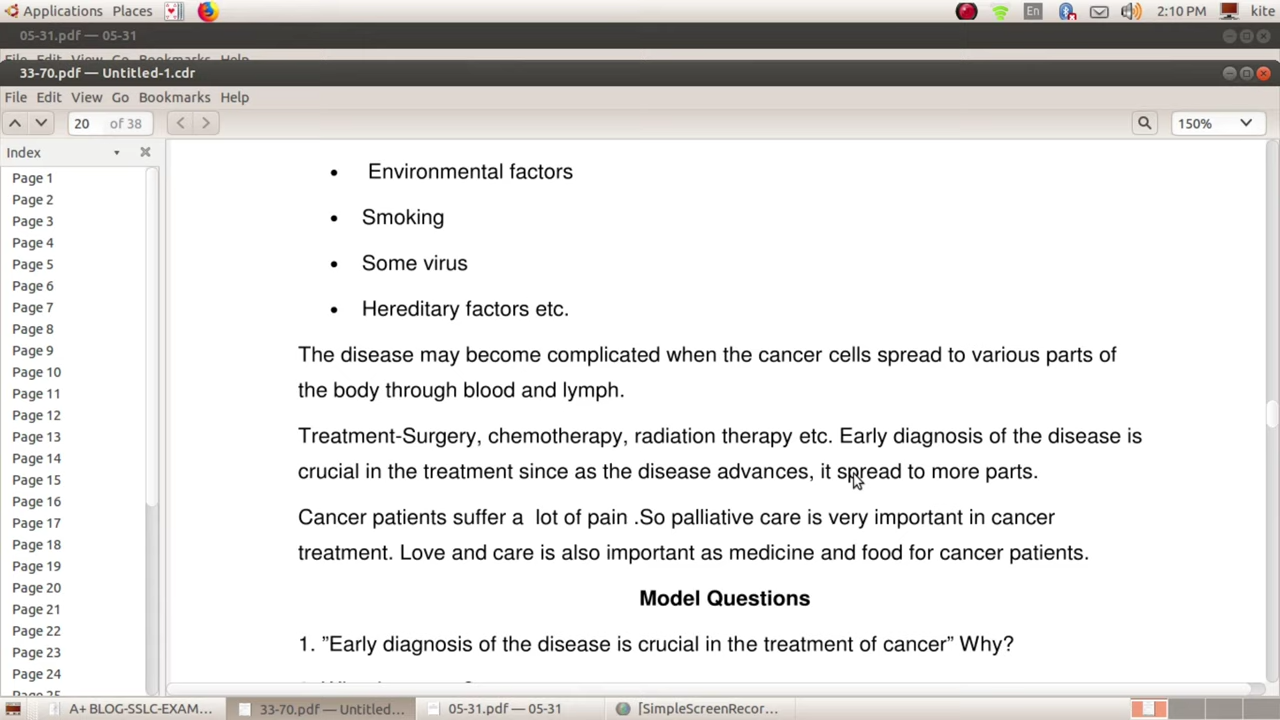 Applications Places En 2:10 PM kite
05-31.pdf — 05-31
File Edit View Go Bookmarks Help
33-70.pdf — Untitled-1.cdr
File Edit View Go Bookmarks Help
20 of 38 150%
Index
Page 1
Page 2
Page 3
Page 4
Page 5
Page 6
Page 7
Page 8
Page 9
Page 10
Page 11
Page 12
Page 13
Page 14
Page 15
Page 16
Page 17
Page 18
Page 19
Page 20
Page 21
Page 22
Page 23
Page 24
Page 25
• Environmental factors
• Smoking
• Some virus
• Hereditary factors etc.
The disease may become complicated when the cancer cells spread to various parts of
the body through blood and lymph.
Treatment-Surgery, chemotherapy, radiation therapy etc. Early diagnosis of the disease is
crucial in the treatment since as the disease advances, it spread to more parts.
Cancer patients suffer a lot of pain .So palliative care is very important in cancer
treatment. Love and care is also important as medicine and food for cancer patients.
Model Questions
1. ”Early diagnosis of the disease is crucial in the treatment of cancer” Why?
A+ BLOG-SSLC-EXAM... 33-70.pdf — Untitled... 05-31.pdf — 05-31 [SimpleScreenRecor...